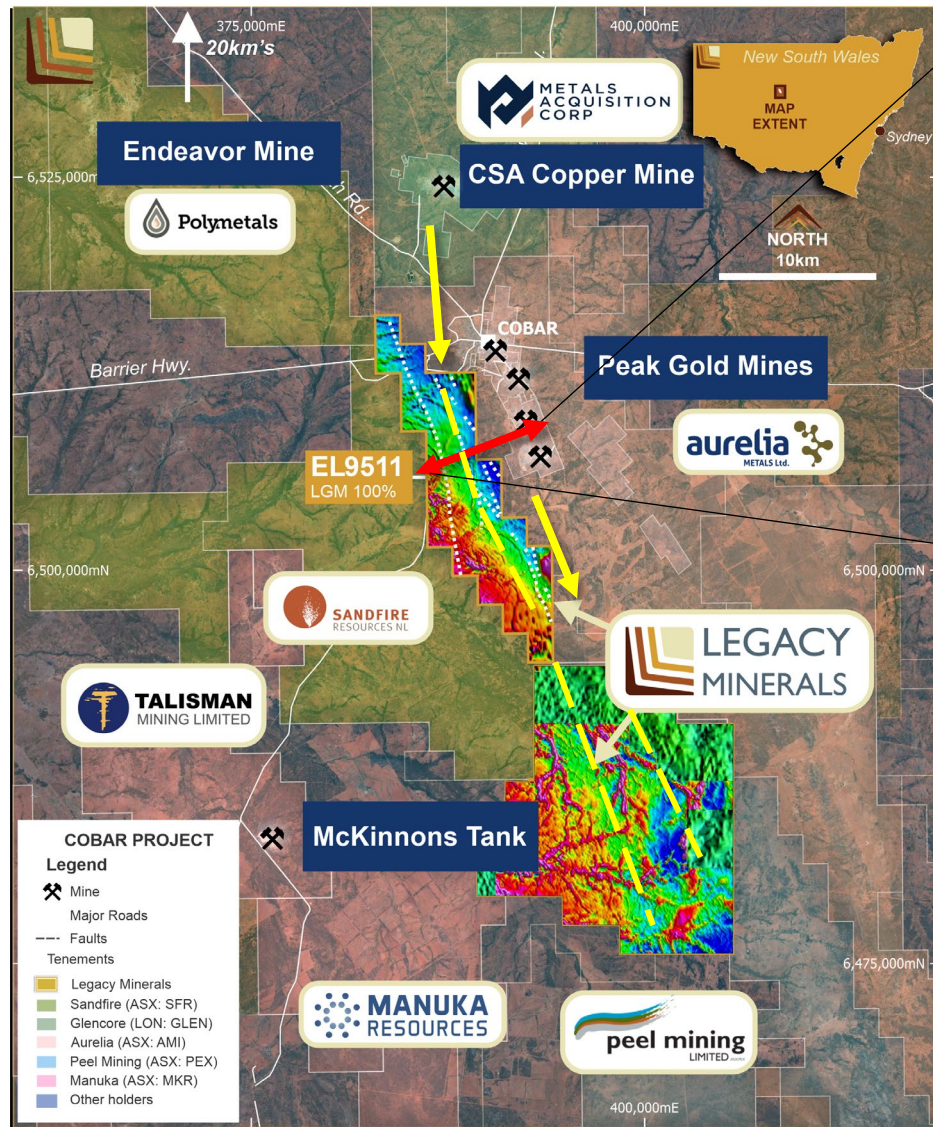 375,000mE
400,000mE
20km's
METALS
ACQUISITION
CORP
New South Wales
MAP
EXTENT
Sydney
Endeavor Mine
6,525,000mN
CSA Copper Mine
Polymetals
Rd.
NORTH
10km
COBAR
Barrier Hwy.
Peak Gold Mines
aurelia
METALS Ltd.
EL9511
LGM 100%
6,500,000mN
6,500,000mN
SANDFIRE
RESOURCES NL
LEGACY
MINERALS
TALISMAN
MINING LIMITED
McKinnons Tank
COBAR PROJECT
Legend
Mine
Major Roads
Faults
Tenements
Legacy Minerals
Sandfire (ASX: SFR)
Glencore (LON: GLEN)
Aurelia (ASX: AMI)
Peel Mining (ASX: PEX)
Manuka (ASX: MKR)
Other holders
6,475,000mN
MANUKA
RESOURCES
peel mining
LIMITED
400,000mE